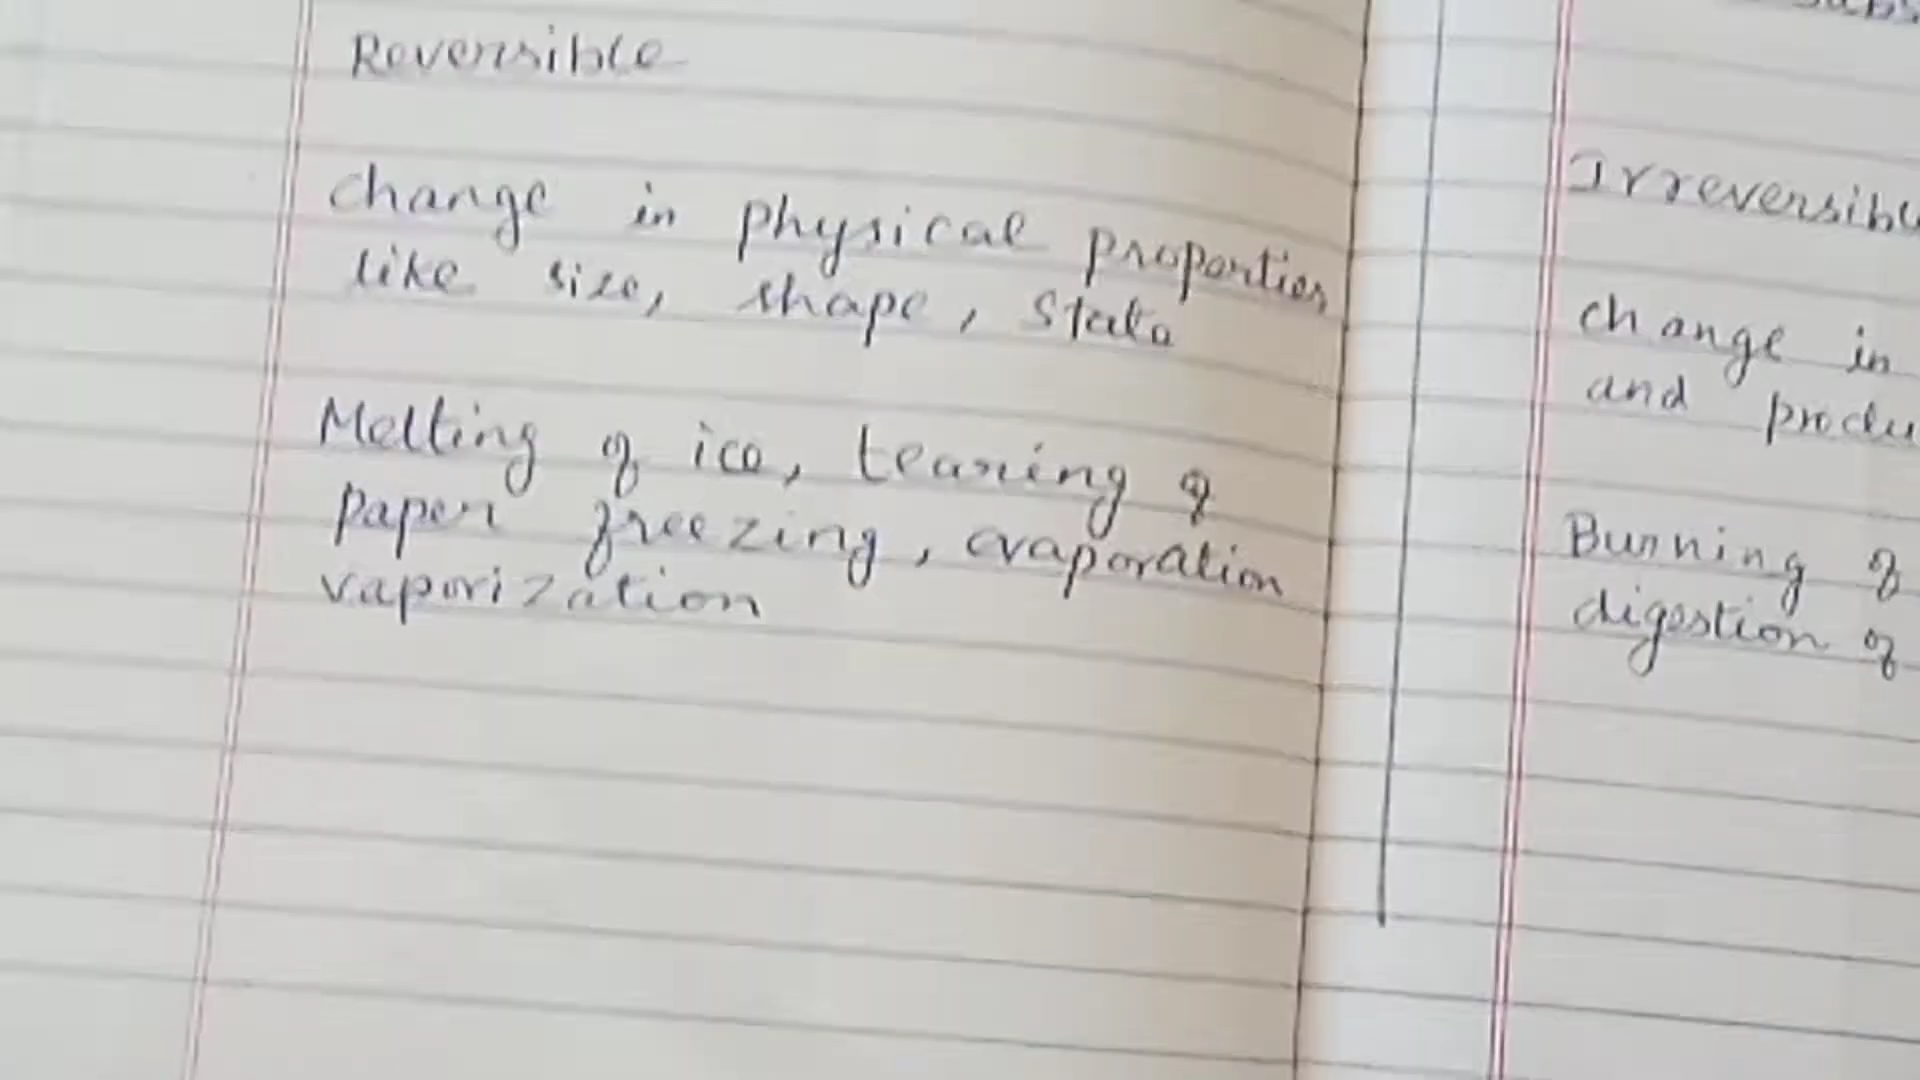 Reversible
change in physical properties
like size, shape, state
Melting of ice, tearing of
paper freezing, evaporation
vaporization
Irreversible
change in
and produ
Burning of
digestion of